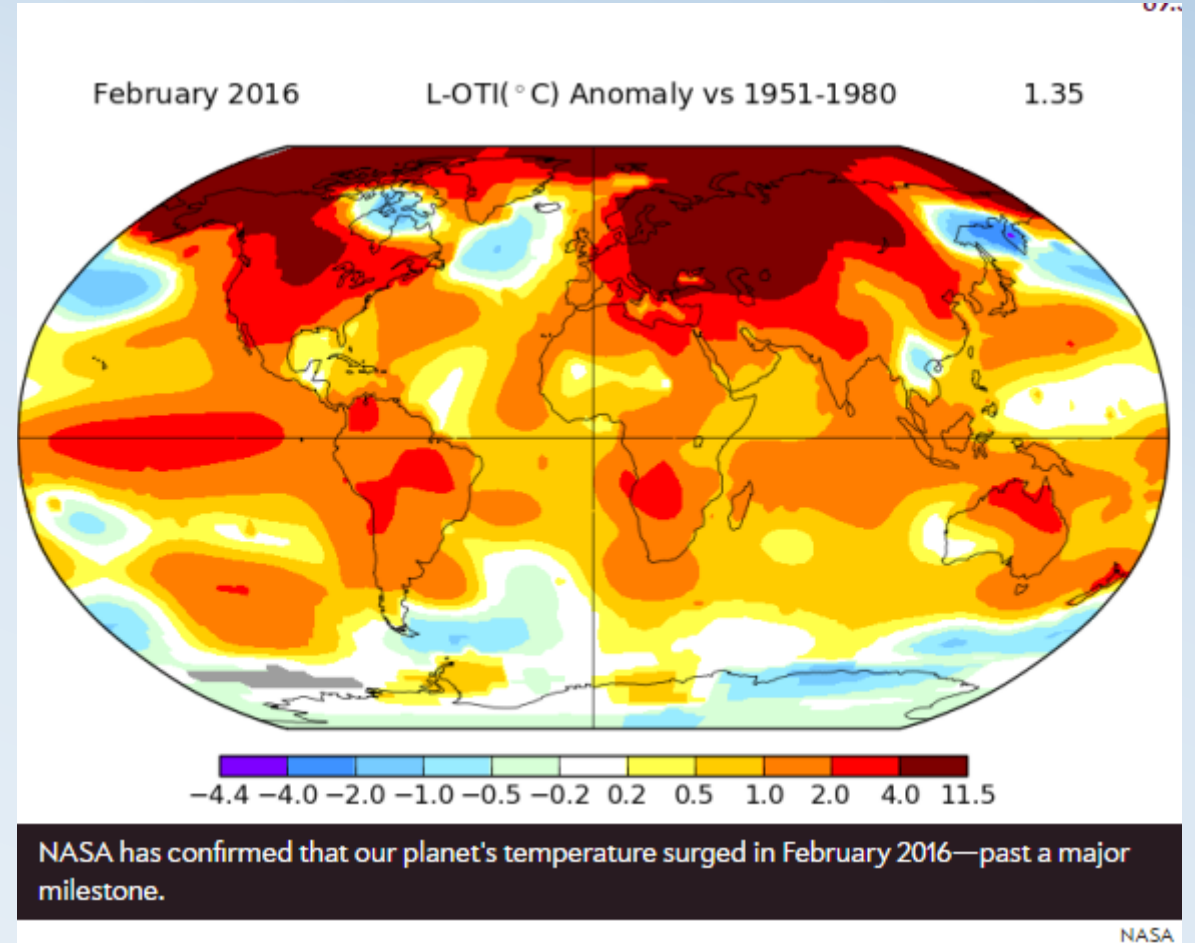 February 2016 L-OTI(°C) Anomaly vs 1951-1980 1.35
−4.4 −4.0 −2.0 −1.0 −0.5 −0.2 0.2 0.5 1.0 2.0 4.0 11.5
NASA has confirmed that our planet's temperature surged in February 2016—past a major
milestone.
NASA